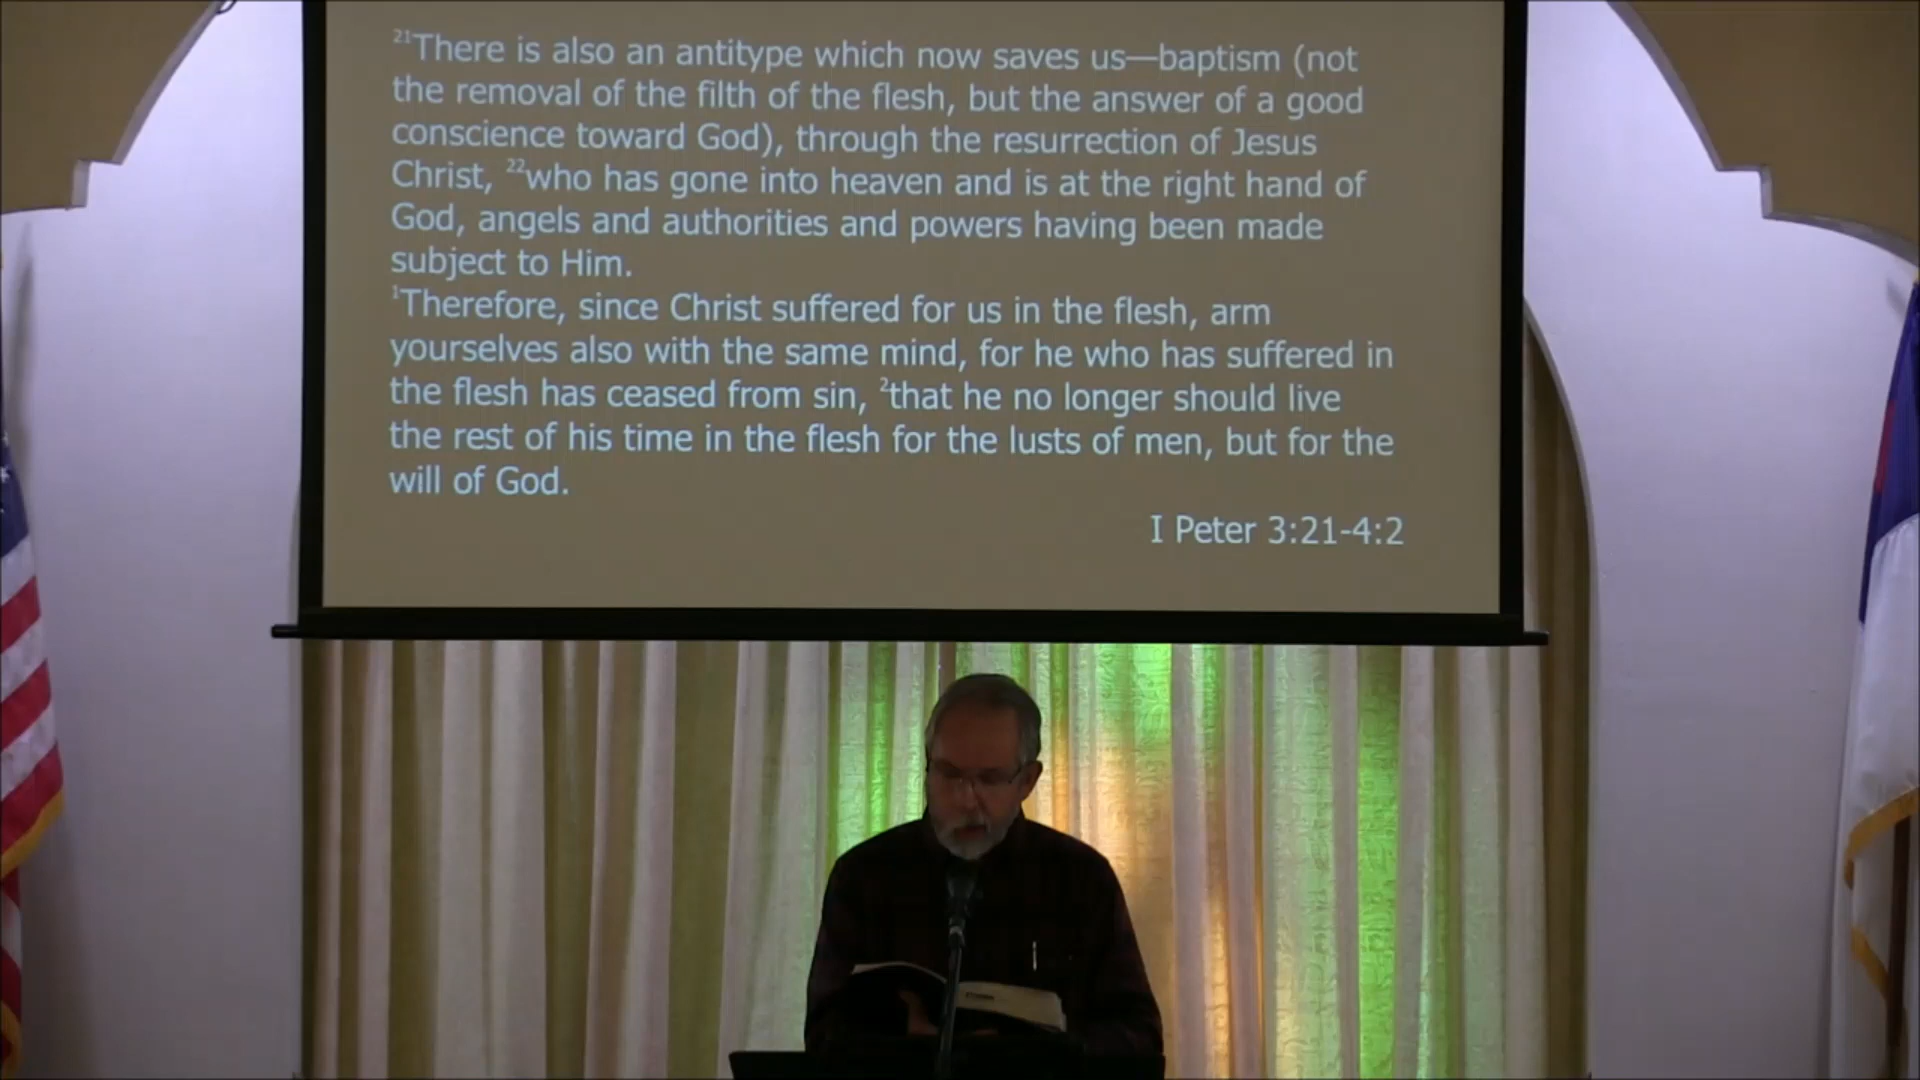 ²¹There is also an antitype which now saves us—baptism (not
the removal of the filth of the flesh, but the answer of a good
conscience toward God), through the resurrection of Jesus
Christ, ²²who has gone into heaven and is at the right hand of
God, angels and authorities and powers having been made
subject to Him.
¹Therefore, since Christ suffered for us in the flesh, arm
yourselves also with the same mind, for he who has suffered in
the flesh has ceased from sin, ²that he no longer should live
the rest of his time in the flesh for the lusts of men, but for the
will of God.
I Peter 3:21-4:2